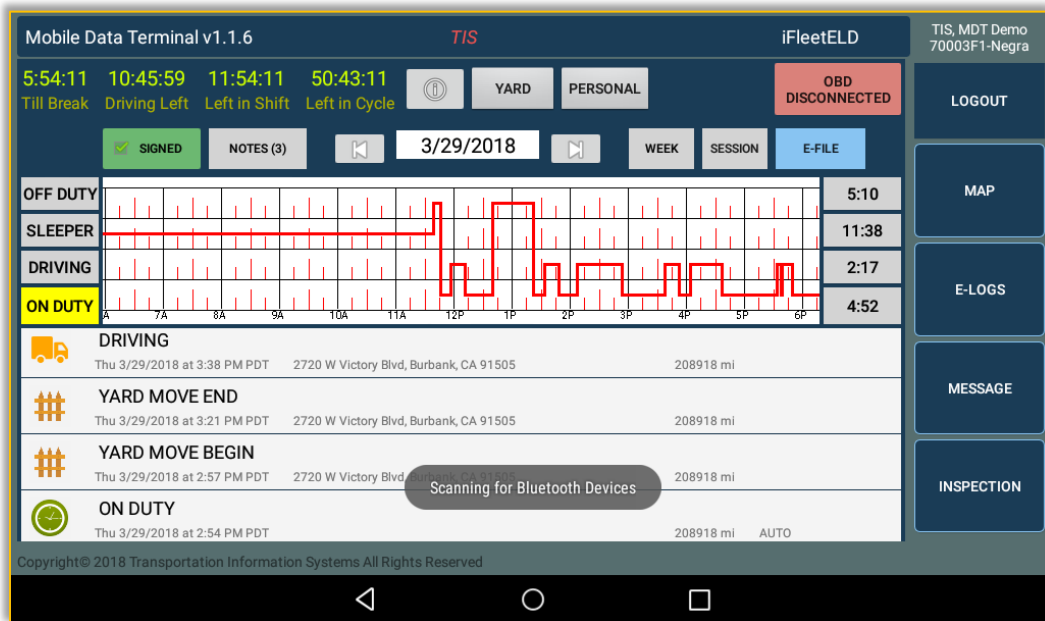 Mobile Data Terminal v1.1.6 TIS iFleetELD
TIS, MDT Demo
70003F1-Negra
5:54:11 10:45:59 11:54:11 50:43:11
Till Break Driving Left Left in Shift Left in Cycle
YARD PERSONAL
OBD
DISCONNECTED
LOGOUT
SIGNED NOTES (3) 3/29/2018 WEEK SESSION E-FILE
OFF DUTY 5:10
SLEEPER 11:38
DRIVING 2:17
ON DUTY 4:52
A 7A 8A 9A 10A 11A 12P 1P 2P 3P 4P 5P 6P
MAP
E-LOGS
MESSAGE
INSPECTION
DRIVING
Thu 3/29/2018 at 3:38 PM PDT 2720 W Victory Blvd, Burbank, CA 91505 208918 mi
YARD MOVE END
Thu 3/29/2018 at 3:21 PM PDT 2720 W Victory Blvd, Burbank, CA 91505 208918 mi
YARD MOVE BEGIN
Thu 3/29/2018 at 2:57 PM PDT 2720 W Victory Blvd, Burbank, CA 91505 208918 mi
Scanning for Bluetooth Devices
ON DUTY
Thu 3/29/2018 at 2:54 PM PDT 208918 mi AUTO
Copyright© 2018 Transportation Information Systems All Rights Reserved